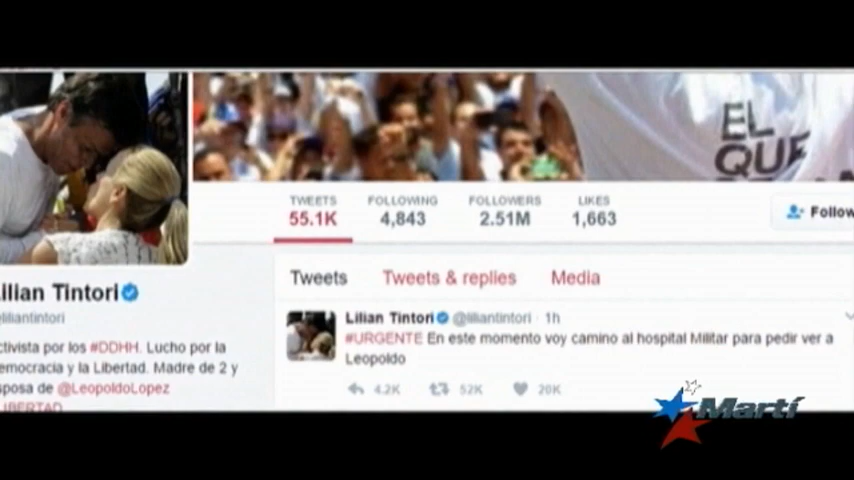 EL
QUE
TWEETS FOLLOWING FOLLOWERS LIKES
55.1K 4,843 2.51M 1,663
Follow
Tweets Tweets & replies Media
ilian Tintori
liliantintori
ctivista por los #DDHH. Lucho por la
emocracia y la Libertad. Madre de 2 y
sposa de @LeopoldoLopez
LIBERTAD
Lilian Tintori @liliantintori · 1h
#URGENTE En este momento voy camino al hospital Militar para pedir ver a
Leopoldo
4.2K 52K 20K
Martí